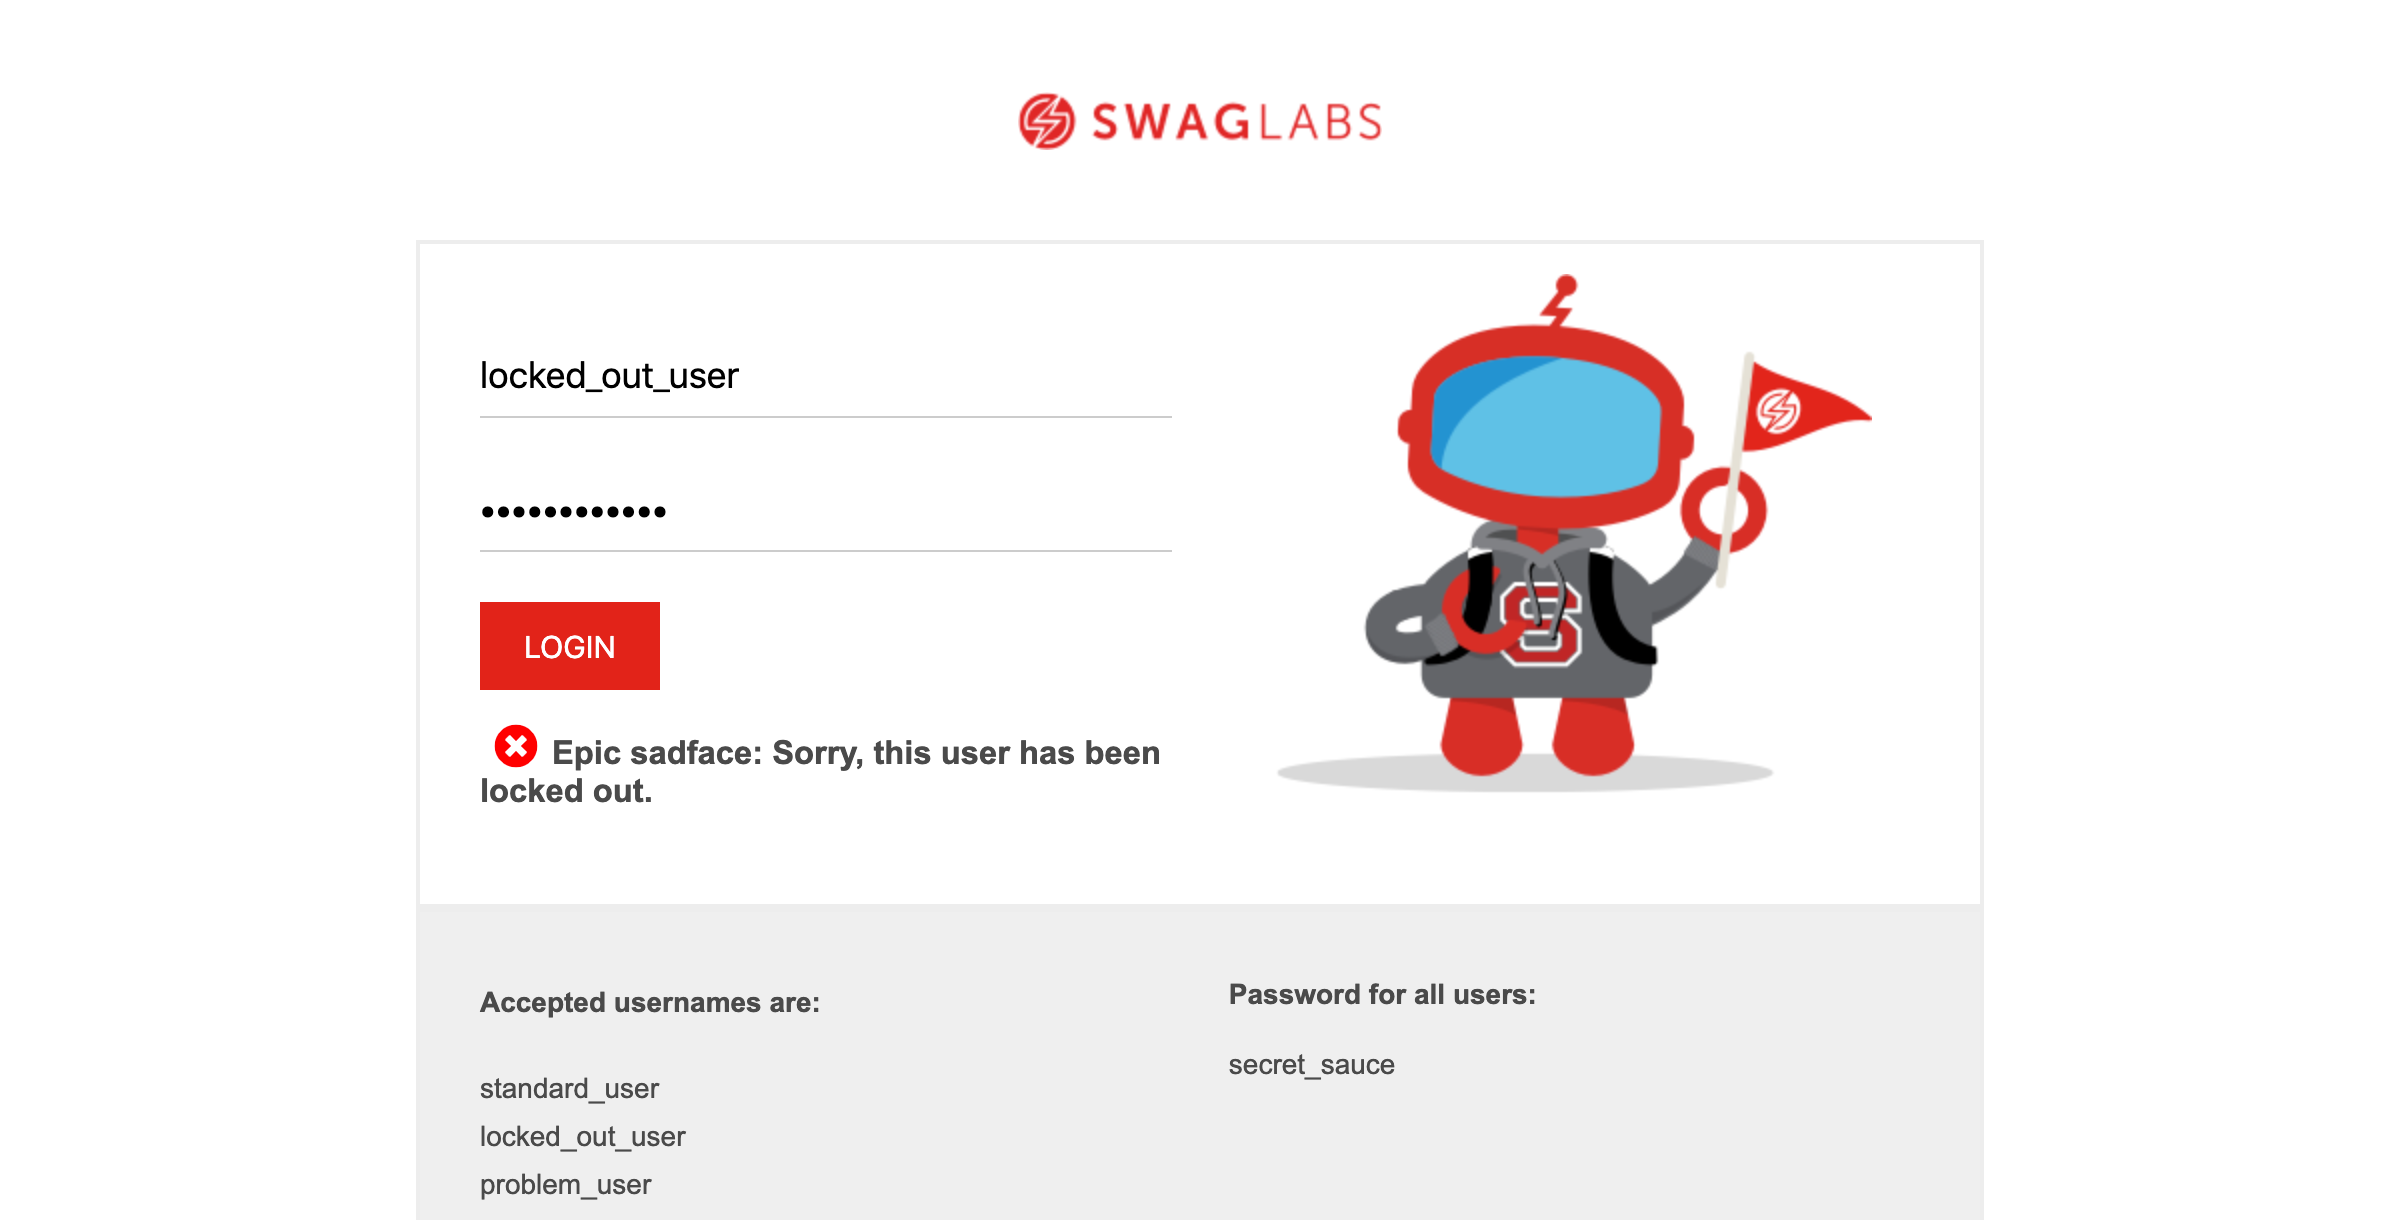 SWAGLABS
locked_out_user
••••••••••••
LOGIN
Epic sadface: Sorry, this user has been
locked out.
S
Accepted usernames are:
standard_user
locked_out_user
problem_user
Password for all users:
secret_sauce